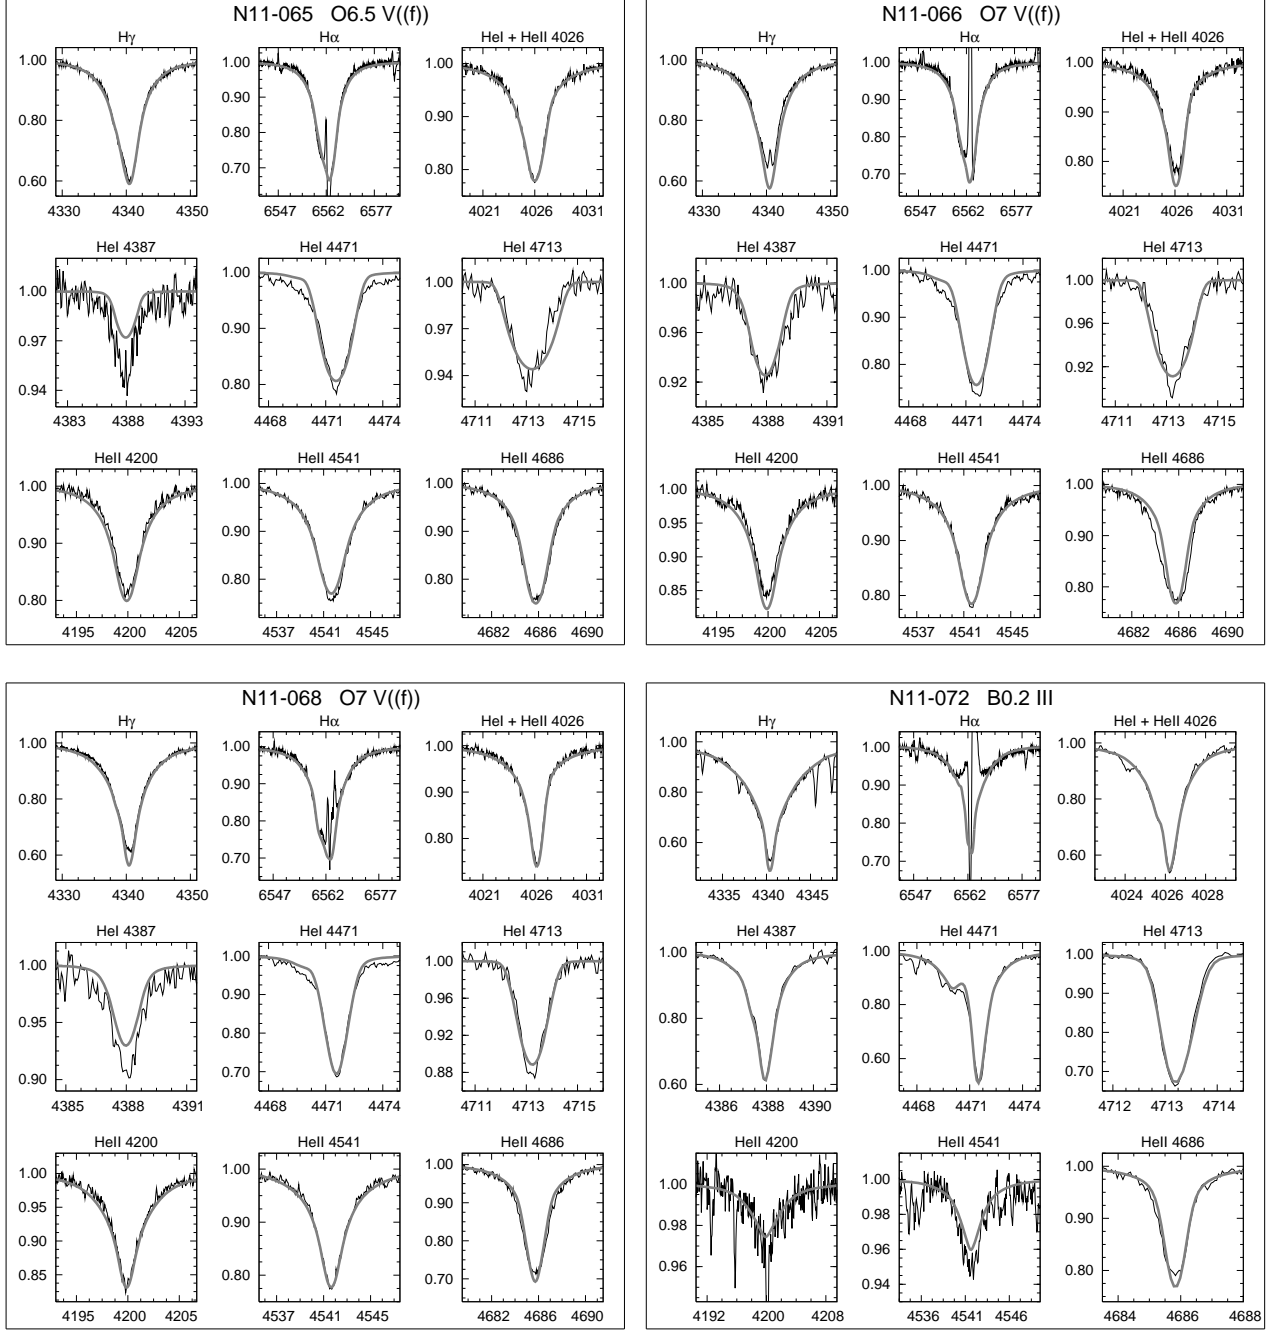 N11-065 O6.5 V((f))
Hγ Hα HeI + HeII 4026
1.00 0.80 0.60
4330 4340 4350
1.00 0.90 0.80 0.70
6547 6562 6577
1.00 0.90 0.80
4021 4026 4031
HeI 4387 HeI 4471 HeI 4713
1.00 0.97 0.94
4383 4388 4393
1.00 0.90 0.80
4468 4471 4474
1.00 0.97 0.94
4711 4713 4715
HeII 4200 HeII 4541 HeII 4686
1.00 0.90 0.80
4195 4200 4205
1.00 0.90 0.80
4537 4541 4545
1.00 0.90 0.80
4682 4686 4690
N11-066 O7 V((f))
Hγ Hα HeI + HeII 4026
1.00 0.80 0.60
4330 4340 4350
1.00 0.90 0.80 0.70
6547 6562 6577
1.00 0.90 0.80
4021 4026 4031
HeI 4387 HeI 4471 HeI 4713
1.00 0.96 0.92
4385 4388 4391
1.00 0.90 0.80
4468 4471 4474
1.00 0.96 0.92
4711 4713 4715
HeII 4200 HeII 4541 HeII 4686
1.00 0.95 0.90 0.85
4195 4200 4205
1.00 0.90 0.80
4537 4541 4545
1.00 0.90 0.80
4682 4686 4690
N11-068 O7 V((f))
Hγ Hα HeI + HeII 4026
1.00 0.80 0.60
4330 4340 4350
1.00 0.90 0.80 0.70
6547 6562 6577
1.00 0.90 0.80
4021 4026 4031
HeI 4387 HeI 4471 HeI 4713
1.00 0.95 0.90
4385 4388 4391
1.00 0.90 0.80 0.70
4468 4471 4474
1.00 0.96 0.92 0.88
4711 4713 4715
HeII 4200 HeII 4541 HeII 4686
1.00 0.95 0.90 0.85
4195 4200 4205
1.00 0.90 0.80
4537 4541 4545
1.00 0.90 0.80 0.70
4682 4686 4690
N11-072 B0.2 III
Hγ Hα HeI + HeII 4026
1.00 0.80 0.60
4335 4340 4345
1.00 0.90 0.80 0.70
6547 6562 6577
1.00 0.80 0.60
4024 4026 4028
HeI 4387 HeI 4471 HeI 4713
1.00 0.80 0.60
4386 4388 4390
1.00 0.80 0.60
4468 4471 4474
1.00 0.90 0.80 0.70
4712 4713 4714
HeII 4200 HeII 4541 HeII 4686
1.00 0.98 0.96
4192 4200 4208
1.00 0.98 0.96 0.94
4536 4541 4546
1.00 0.90 0.80
4684 4686 4688